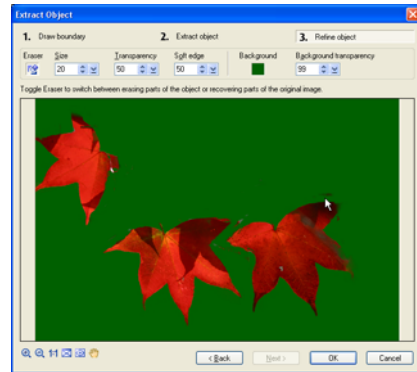 Extract Object
1. Draw boundary 2. Extract object 3. Refine object
Eraser Size Transparency Soft edge Background Background transparency
20 50 50 99
Toggle Eraser to switch between erasing parts of the object or recovering parts of the original image.
1:1 < Back Next > OK Cancel